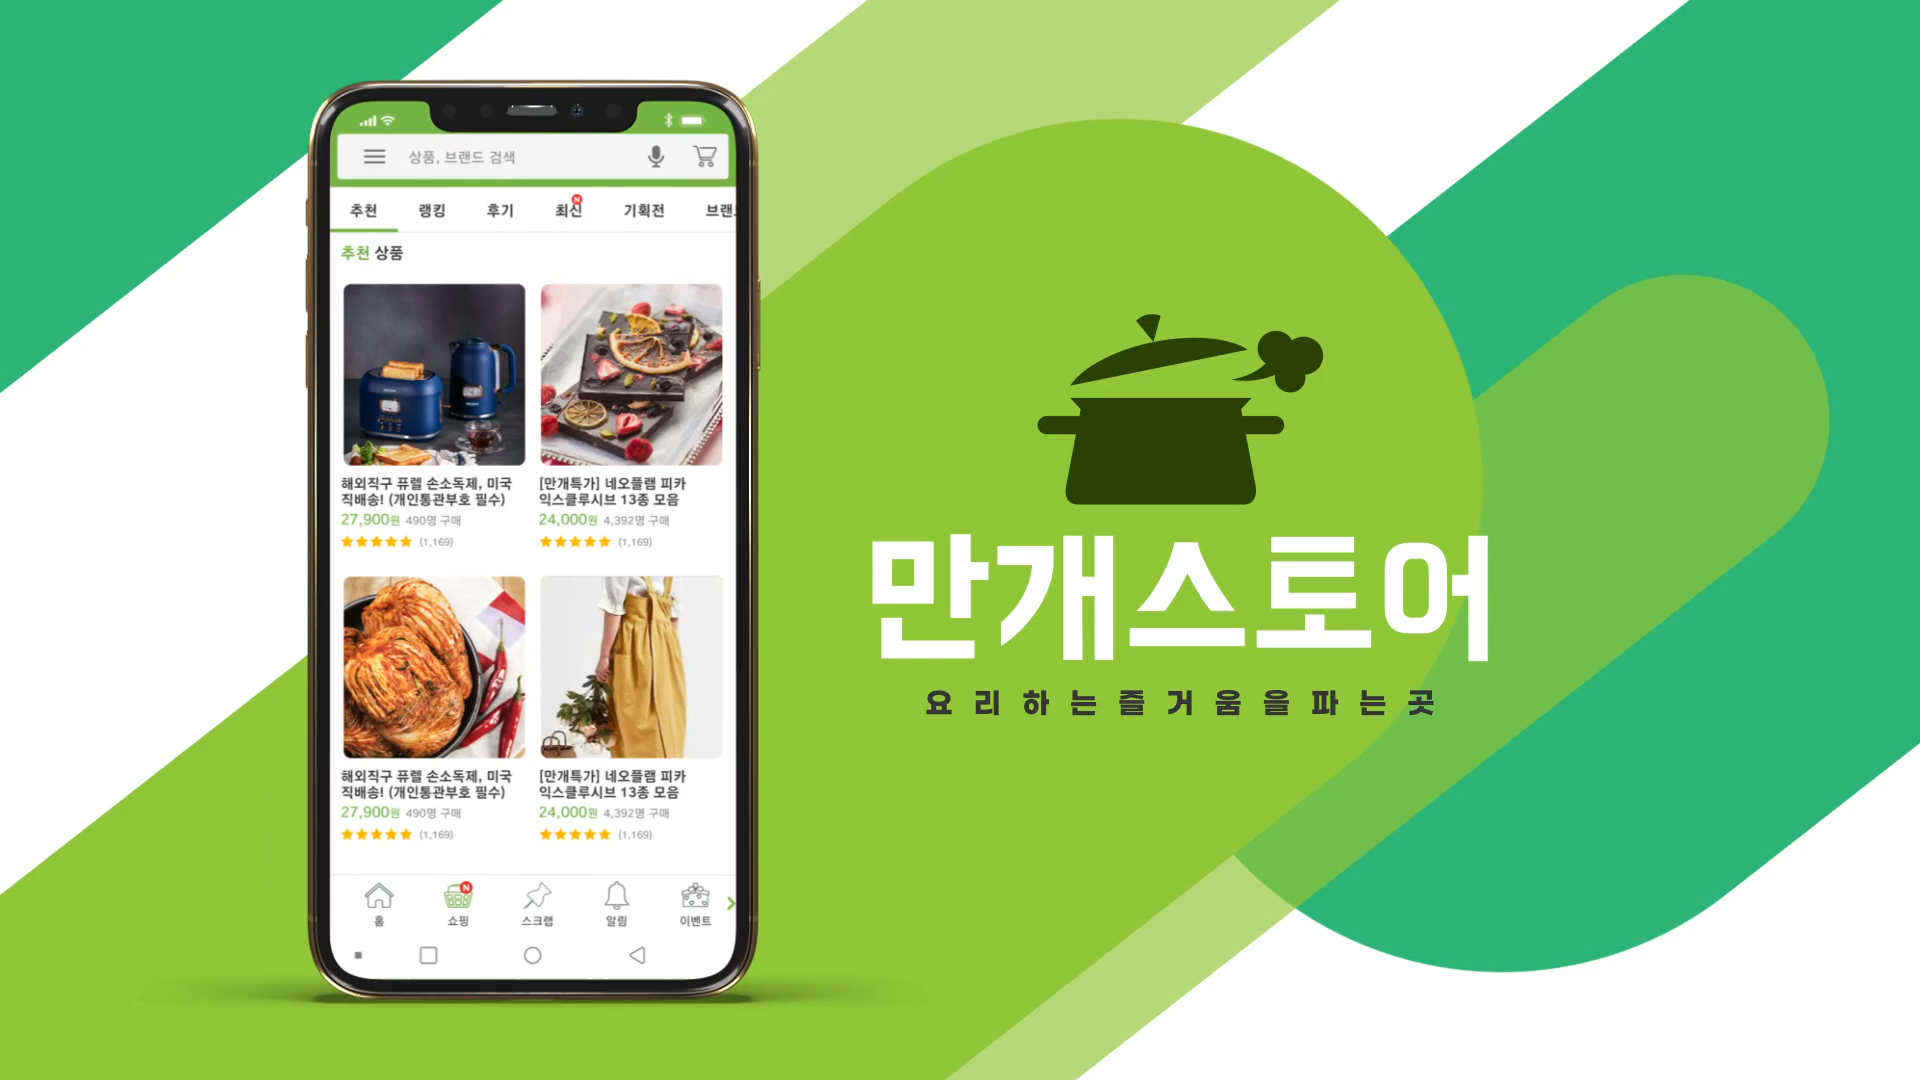 상품, 브랜드 검색
추천 랭킹 후기 최신 기획전 브랜
N
추천 상품
해외직구 퓨렐 손소독제, 미국
직배송! (개인통관부호 필수)
27,900원 490명 구매
(1,169)
[만개특가] 네오플램 피카
익스클루시브 13종 모음
24,000원 4,392명 구매
(1,169)
해외직구 퓨렐 손소독제, 미국
직배송! (개인통관부호 필수)
27,900원 490명 구매
(1,169)
[만개특가] 네오플램 피카
익스클루시브 13종 모음
24,000원 4,392명 구매
(1,169)
N
홈 쇼핑 스크랩 알림 이벤트
만개스토어
요리하는즐거움을파는곳